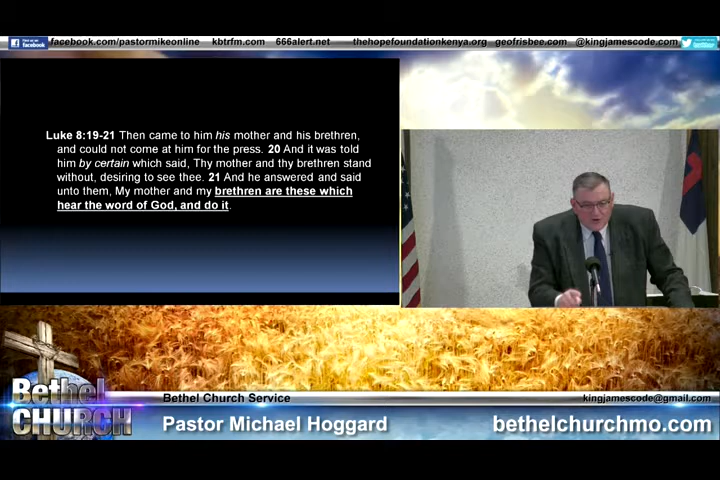 facebook.com/pastormikeonline kbtrfm.com 666alert.net thehopefoundationkenya.org geofrisbee.com @kingjamescode.com
Luke 8:19-21 Then came to him his mother and his brethren,
and could not come at him for the press. 20 And it was told
him by certain which said, Thy mother and thy brethren stand
without, desiring to see thee. 21 And he answered and said
unto them, My mother and my brethren are these which
hear the word of God, and do it.
Bethel
CHURCH
Bethel Church Service
kingjamescode@gmail.com
Pastor Michael Hoggard
bethelchurchmo.com